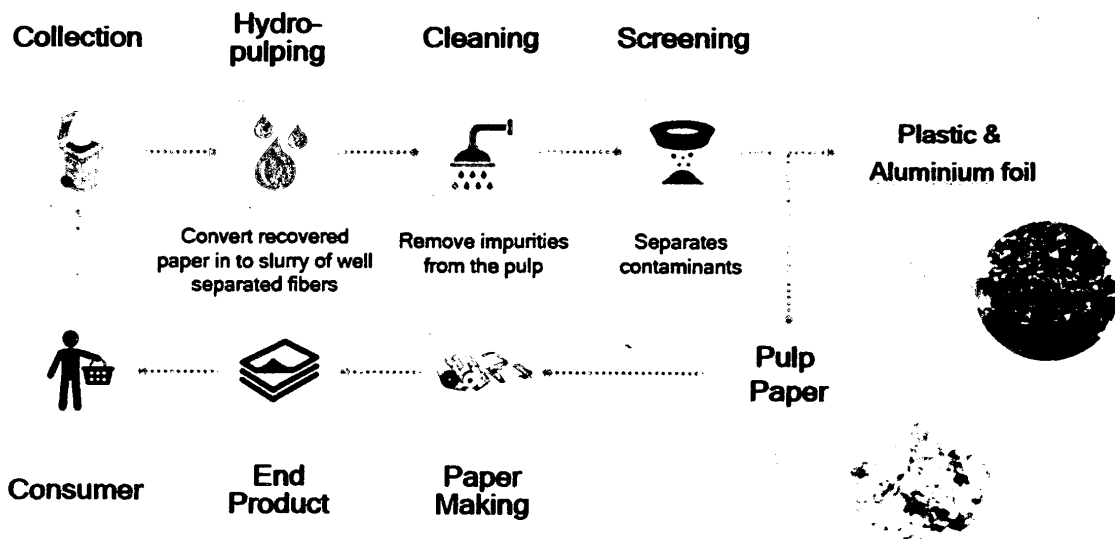 Collection
Hydro-
pulping
Cleaning
Screening
Plastic &
Aluminium foil
Convert recovered
paper in to slurry of well
separated fibers
Remove impurities
from the pulp
Separates
contaminants
Pulp
Paper
Consumer
End
Product
Paper
Making